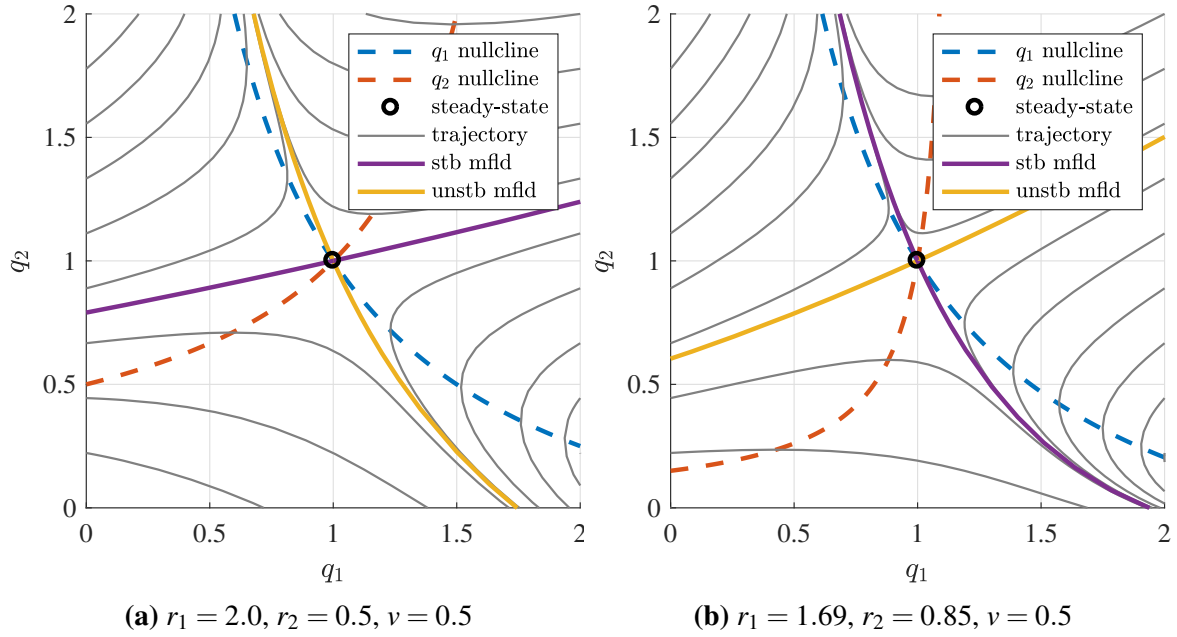 2
1.5
1
0.5
0
q2
0
0.5
1
1.5
2
q1
q1 nullcline
q2 nullcline
steady-state
trajectory
stb mfld
unstb mfld
(a) r1 = 2.0, r2 = 0.5, v = 0.5
2
1.5
1
0.5
0
q2
0
0.5
1
1.5
2
q1
q1 nullcline
q2 nullcline
steady-state
trajectory
stb mfld
unstb mfld
(b) r1 = 1.69, r2 = 0.85, v = 0.5